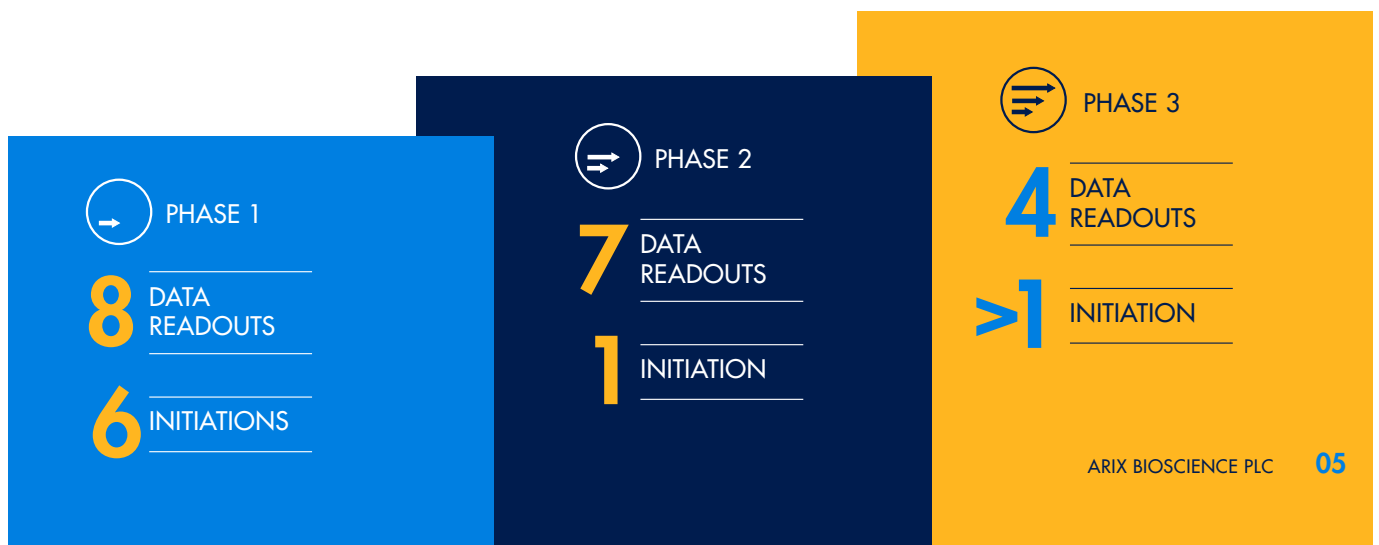 PHASE 1
8 DATA
READOUTS
6 INITIATIONS
PHASE 2
7 DATA
READOUTS
1 INITIATION
PHASE 3
4 DATA
READOUTS
>1 INITIATION
ARIX BIOSCIENCE PLC 05